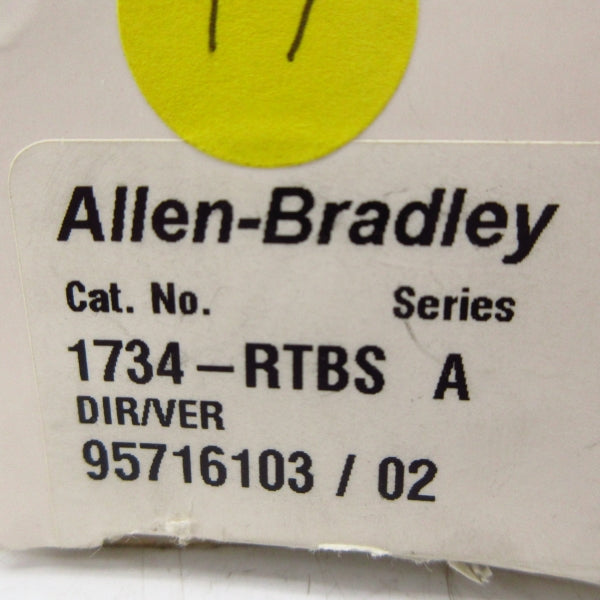 Allen-Bradley
Cat. No. Series
1734-RTBS A
DIR/VER
95716103 / 02